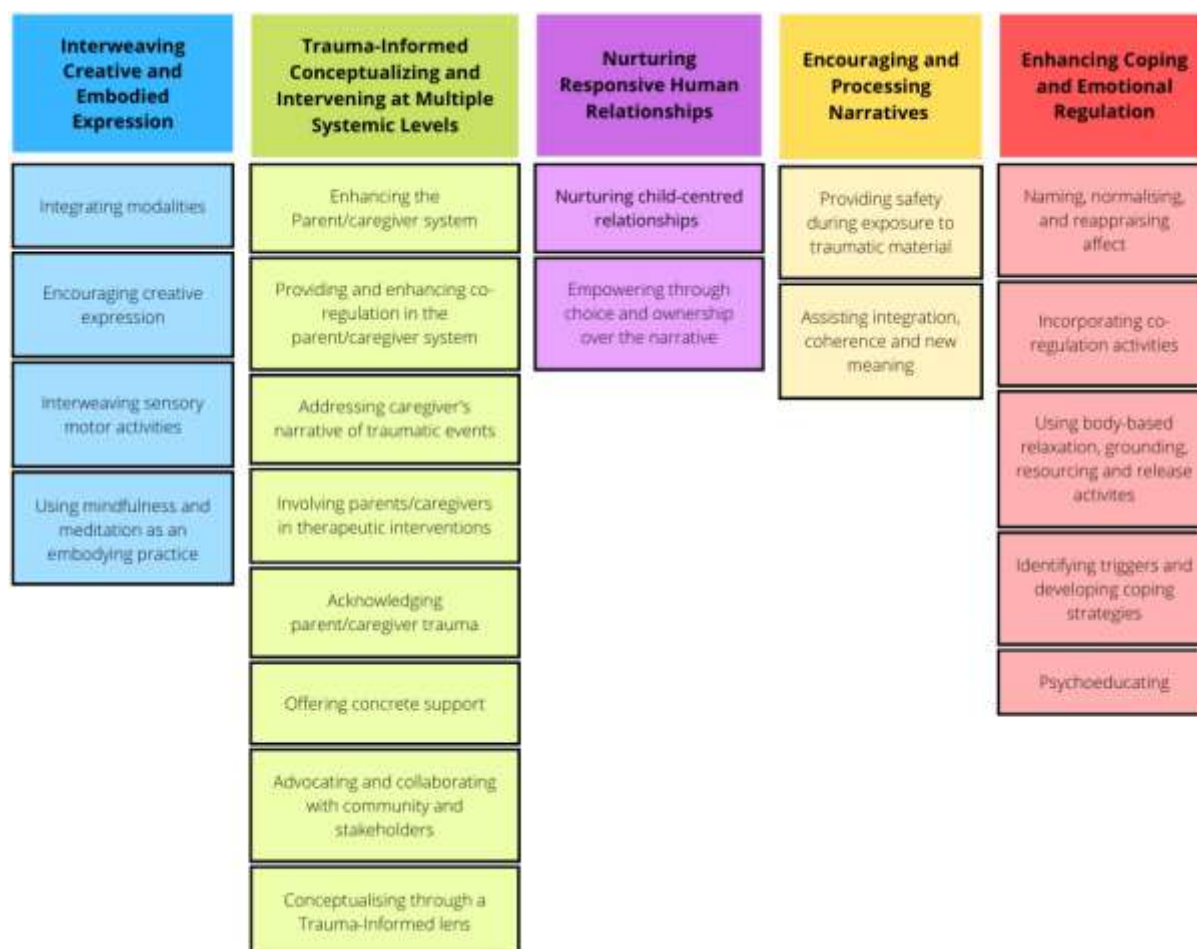 Interweaving
Creative and
Embodied
Expression
Integrating modalities
Encouraging creative
expression
Interweaving sensory
motor activities
Using mindfulness and
meditation as an
embodying practice
Trauma-Informed
Conceptualizing and
Intervening at Multiple
Systemic Levels
Enhancing the
Parent/caregiver system
Providing and enhancing co-
regulation in the
parent/caregiver system
Addressing caregiver's
narrative of traumatic events
Involving parents/caregivers
in therapeutic interventions
Acknowledging
parent/caregiver trauma
Offering concrete support
Advocating and collaborating
with community and
stakeholders
Conceptualising through a
Trauma-Informed lens
Nurturing
Responsive Human
Relationships
Nurturing child-centred
relationships
Empowering through
choice and ownership
over the narrative
Encouraging and
Processing
Narratives
Providing safety
during exposure to
traumatic material
Assisting integration,
coherence and new
meaning
Enhancing Coping
and Emotional
Regulation
Naming, normalising,
and reappraising
affect
Incorporating co-
regulation activities
Using body-based
relaxation, grounding,
resourcing and release
activites
Identifying triggers and
developing coping
strategies
Psychoeducating